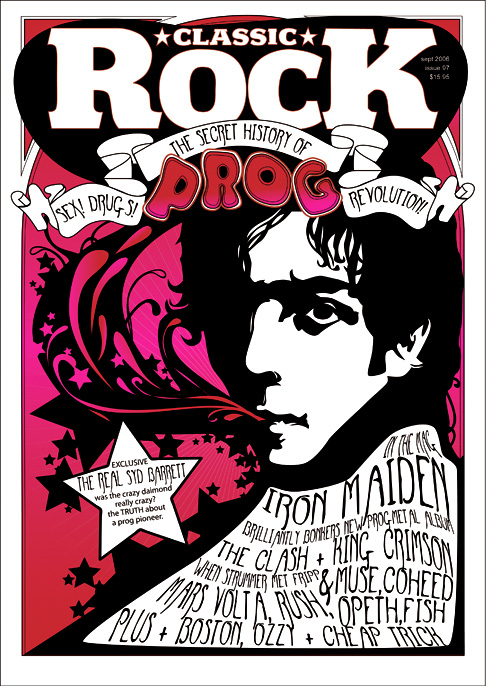 ★CLASSIC★
ROCK
sept 2006
issue 97
$15.95
THE SECRET HISTORY OF
PROG
SEX! DRUGS!
REVOLUTION!
EXCLUSIVE
THE REAL SYD BARRETT
was the crazy daimond
really crazy?
the TRUTH about
a prog pioneer.
IN THE MAG,
IRON MAIDEN
BRILLIANTLY BONKERS NEW PROG METAL ALBUM
THE CLASH + KING CRIMSON
WHEN STRUMMER MET FRIPP
& MUSE, COHEED
MARS VOLTA, RUSH, OPETH, FISH
PLUS + BOSTON, OZZY + CHEAP TRICK